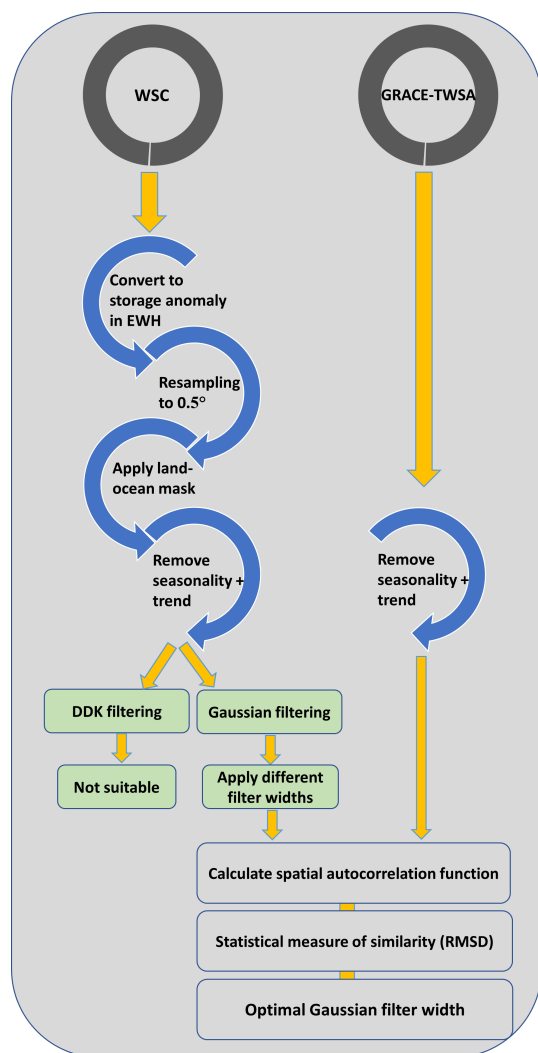 WSC
GRACE-TWSA
Convert to
storage anomaly
in EWH
Resampling
to 0.5°
Apply land-
ocean mask
Remove
seasonality +
trend
Remove
seasonality +
trend
DDK filtering
Gaussian filtering
Not suitable
Apply different
filter widths
Calculate spatial autocorrelation function
Statistical measure of similarity (RMSD)
Optimal Gaussian filter width